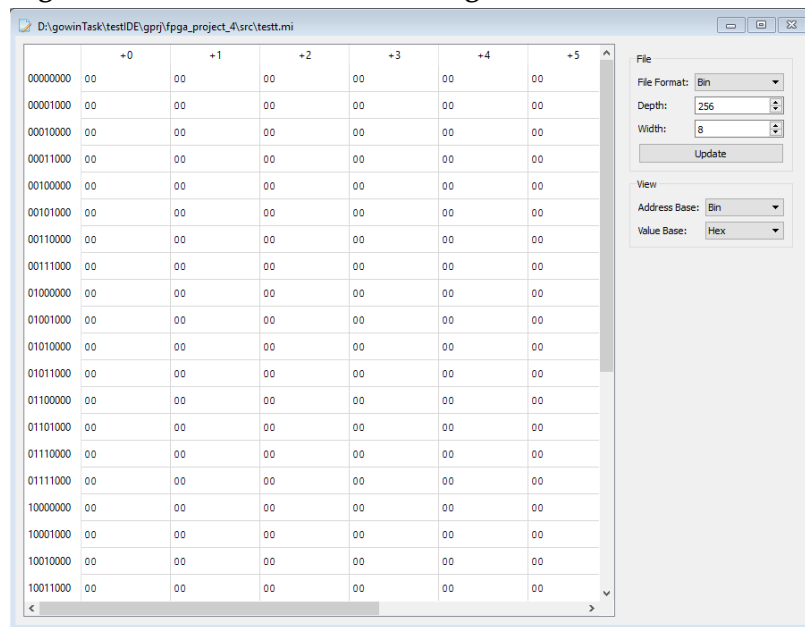 D:\gowinTask\testIDE\gprj\fpga_project_4\src\testt.mi
+0 +1 +2 +3 +4 +5
00000000 00 00 00 00 00 00
00001000 00 00 00 00 00 00
00010000 00 00 00 00 00 00
00011000 00 00 00 00 00 00
00100000 00 00 00 00 00 00
00101000 00 00 00 00 00 00
00110000 00 00 00 00 00 00
00111000 00 00 00 00 00 00
01000000 00 00 00 00 00 00
01001000 00 00 00 00 00 00
01010000 00 00 00 00 00 00
01011000 00 00 00 00 00 00
01100000 00 00 00 00 00 00
01101000 00 00 00 00 00 00
01110000 00 00 00 00 00 00
01111000 00 00 00 00 00 00
10000000 00 00 00 00 00 00
10001000 00 00 00 00 00 00
10010000 00 00 00 00 00 00
10011000 00 00 00 00 00 00
File
File Format: Bin
Depth: 256
Width: 8
Update
View
Address Base: Bin
Value Base: Hex